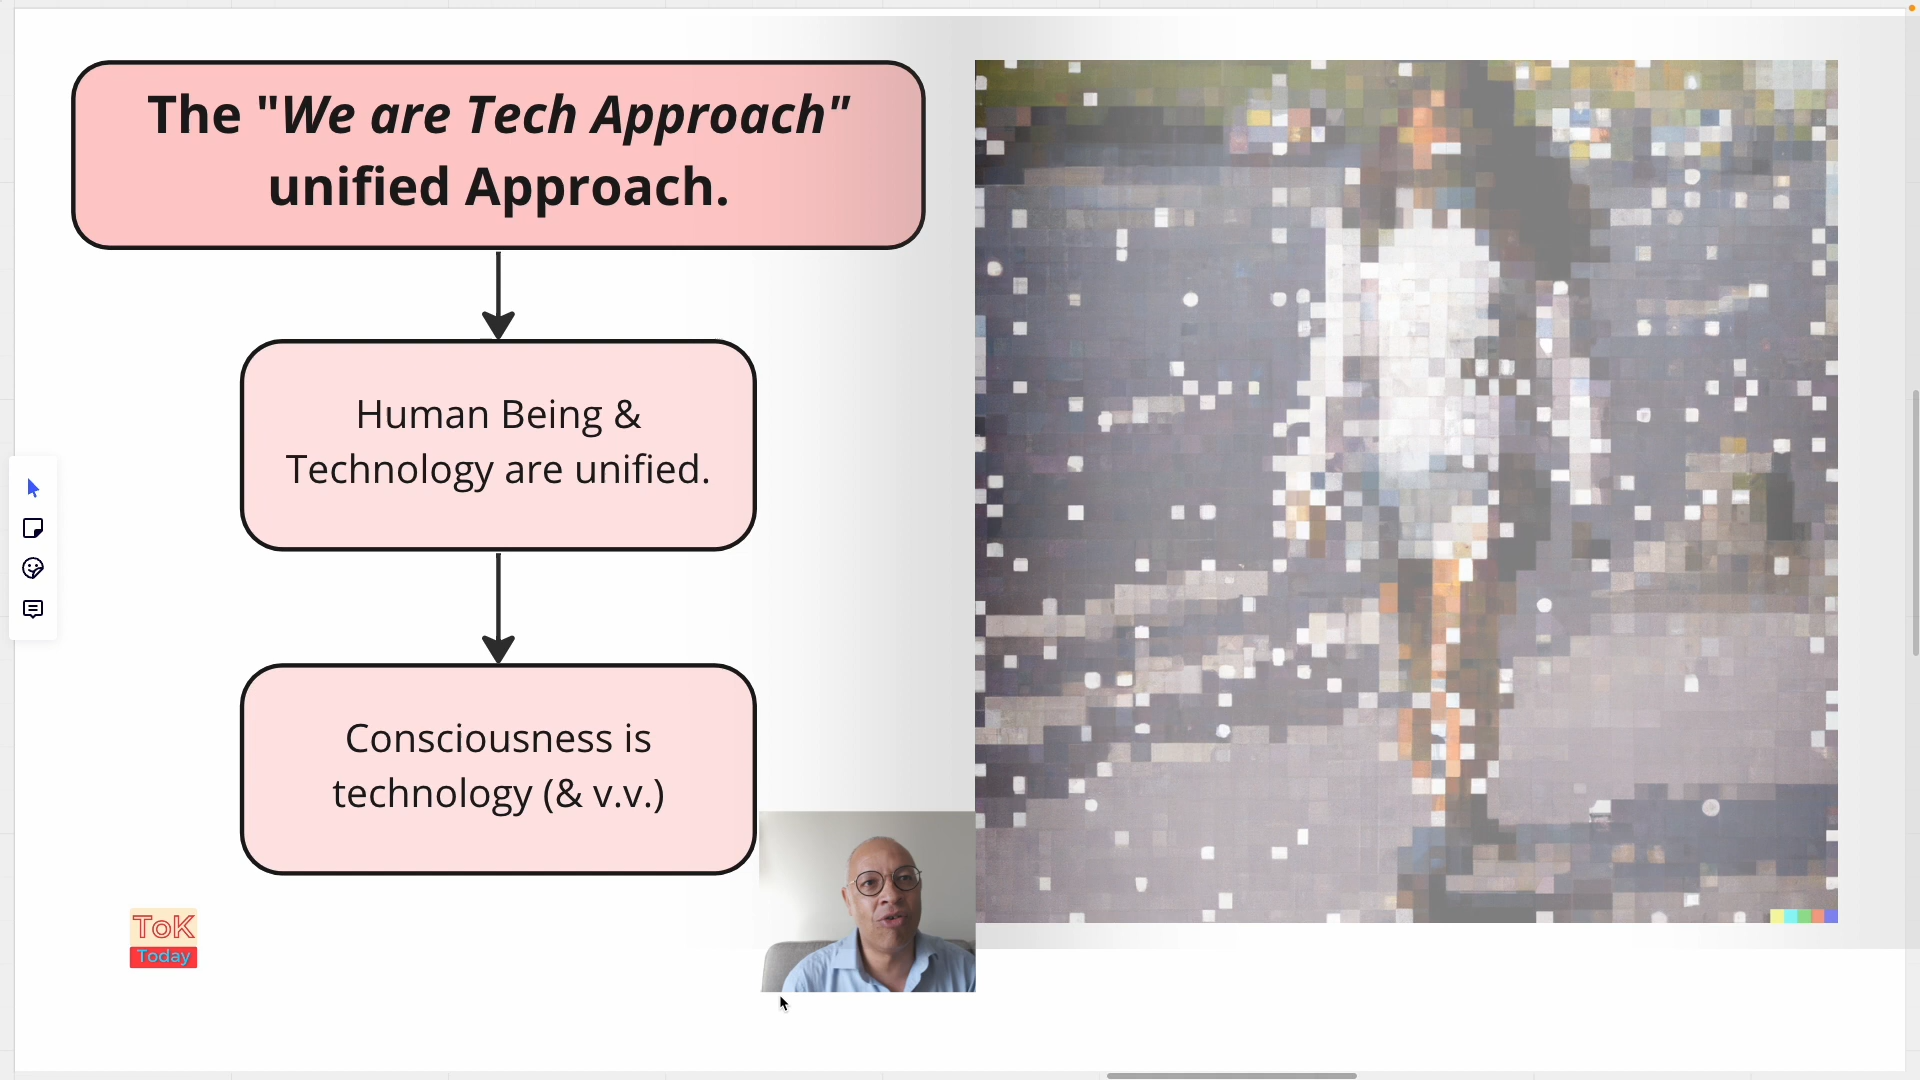 The "We are Tech Approach"
unified Approach.
Human Being &
Technology are unified.
Consciousness is
technology (& v.v.)
ToK
Today